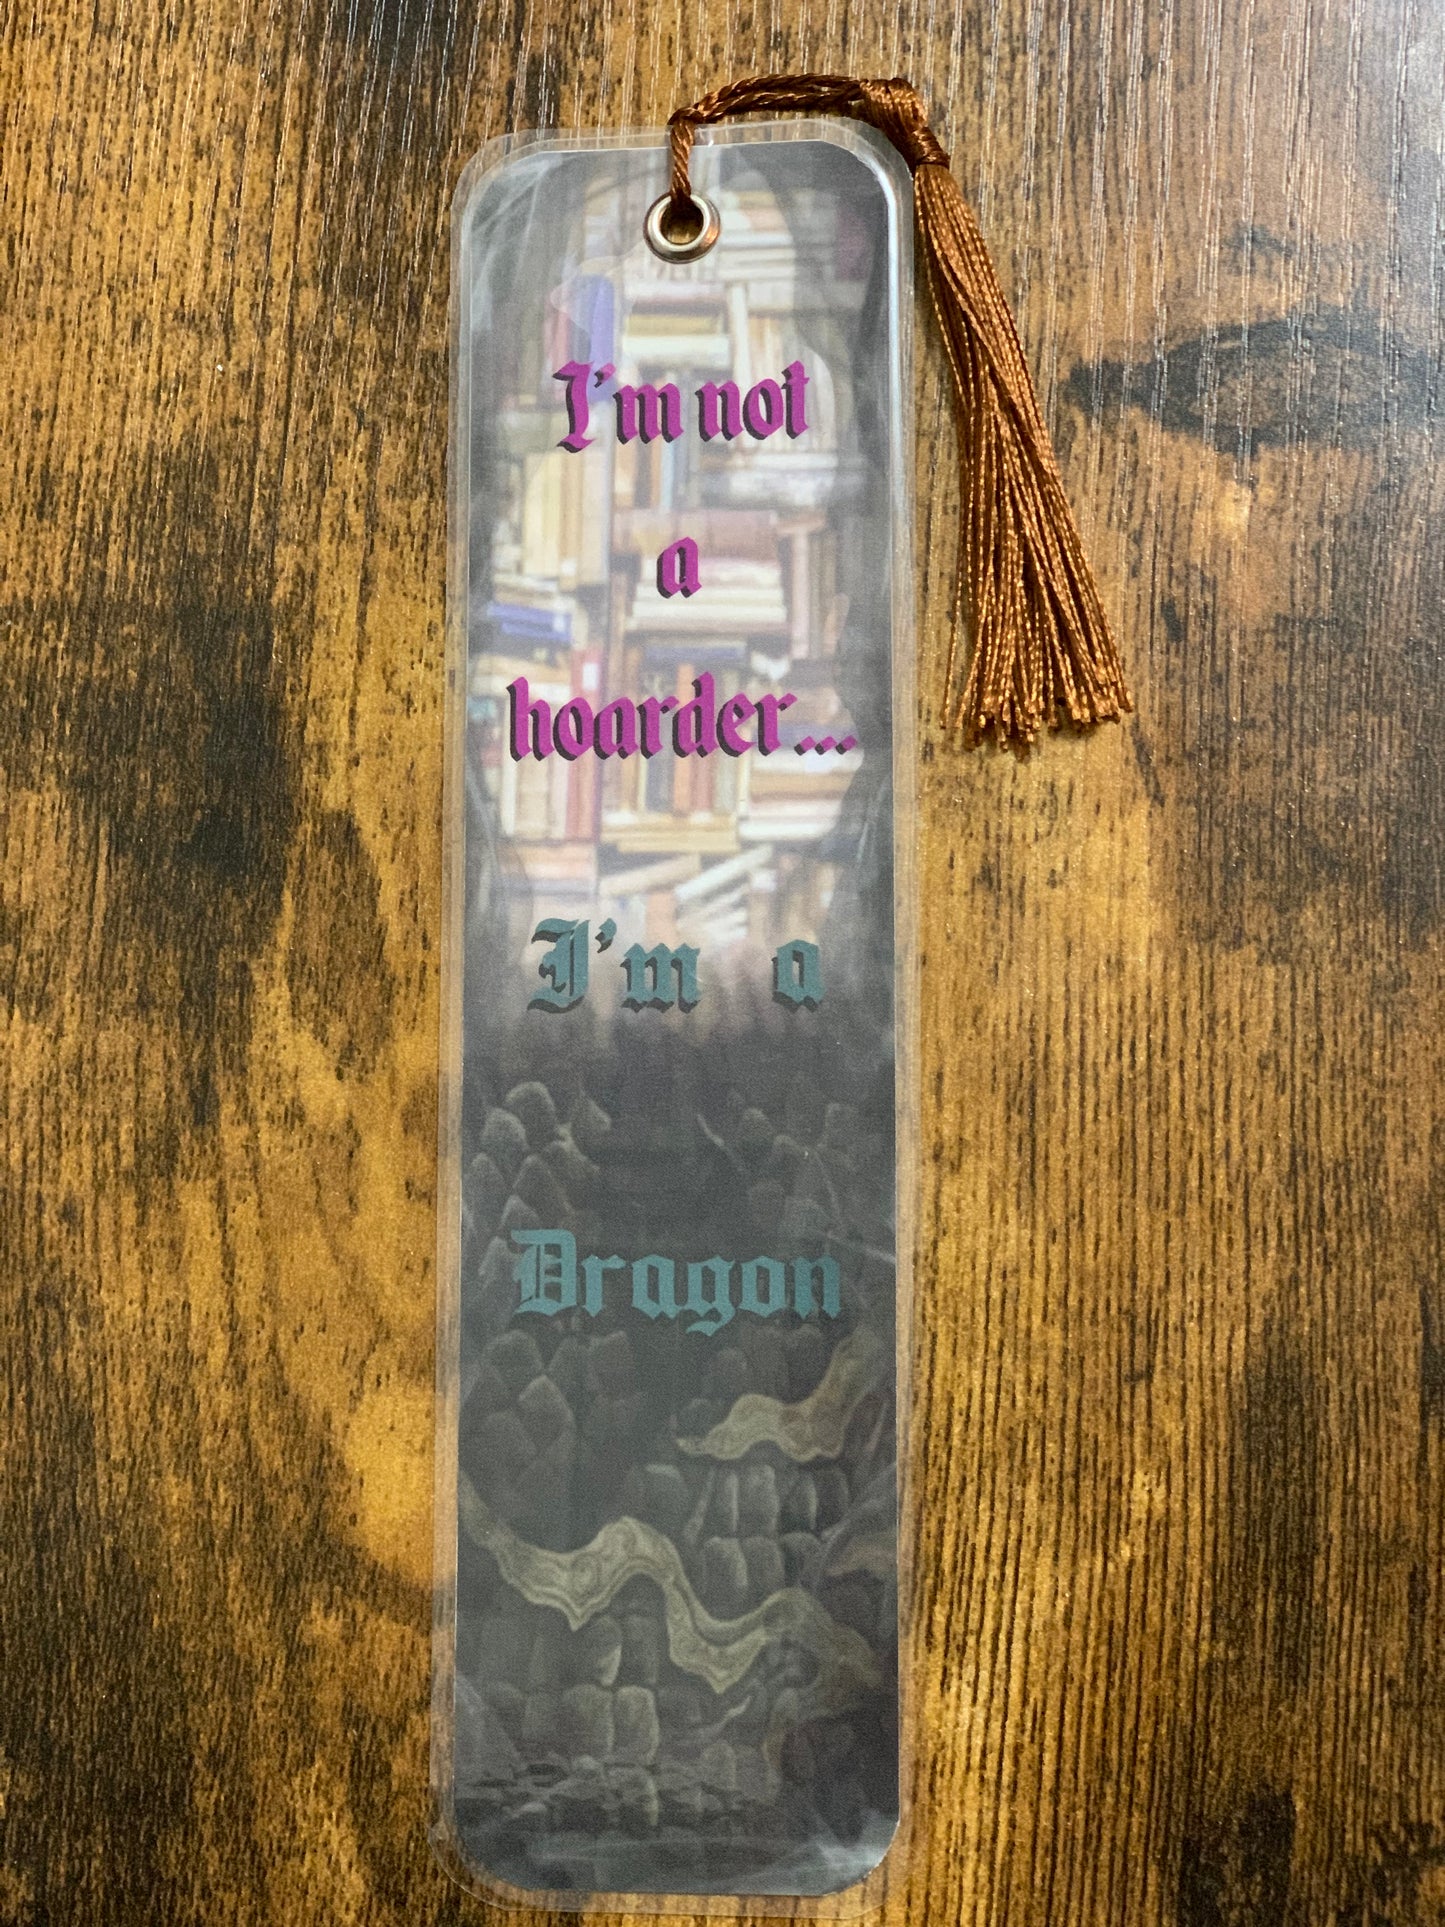 I'm not
a
hoarder...
I'm a
Dragon